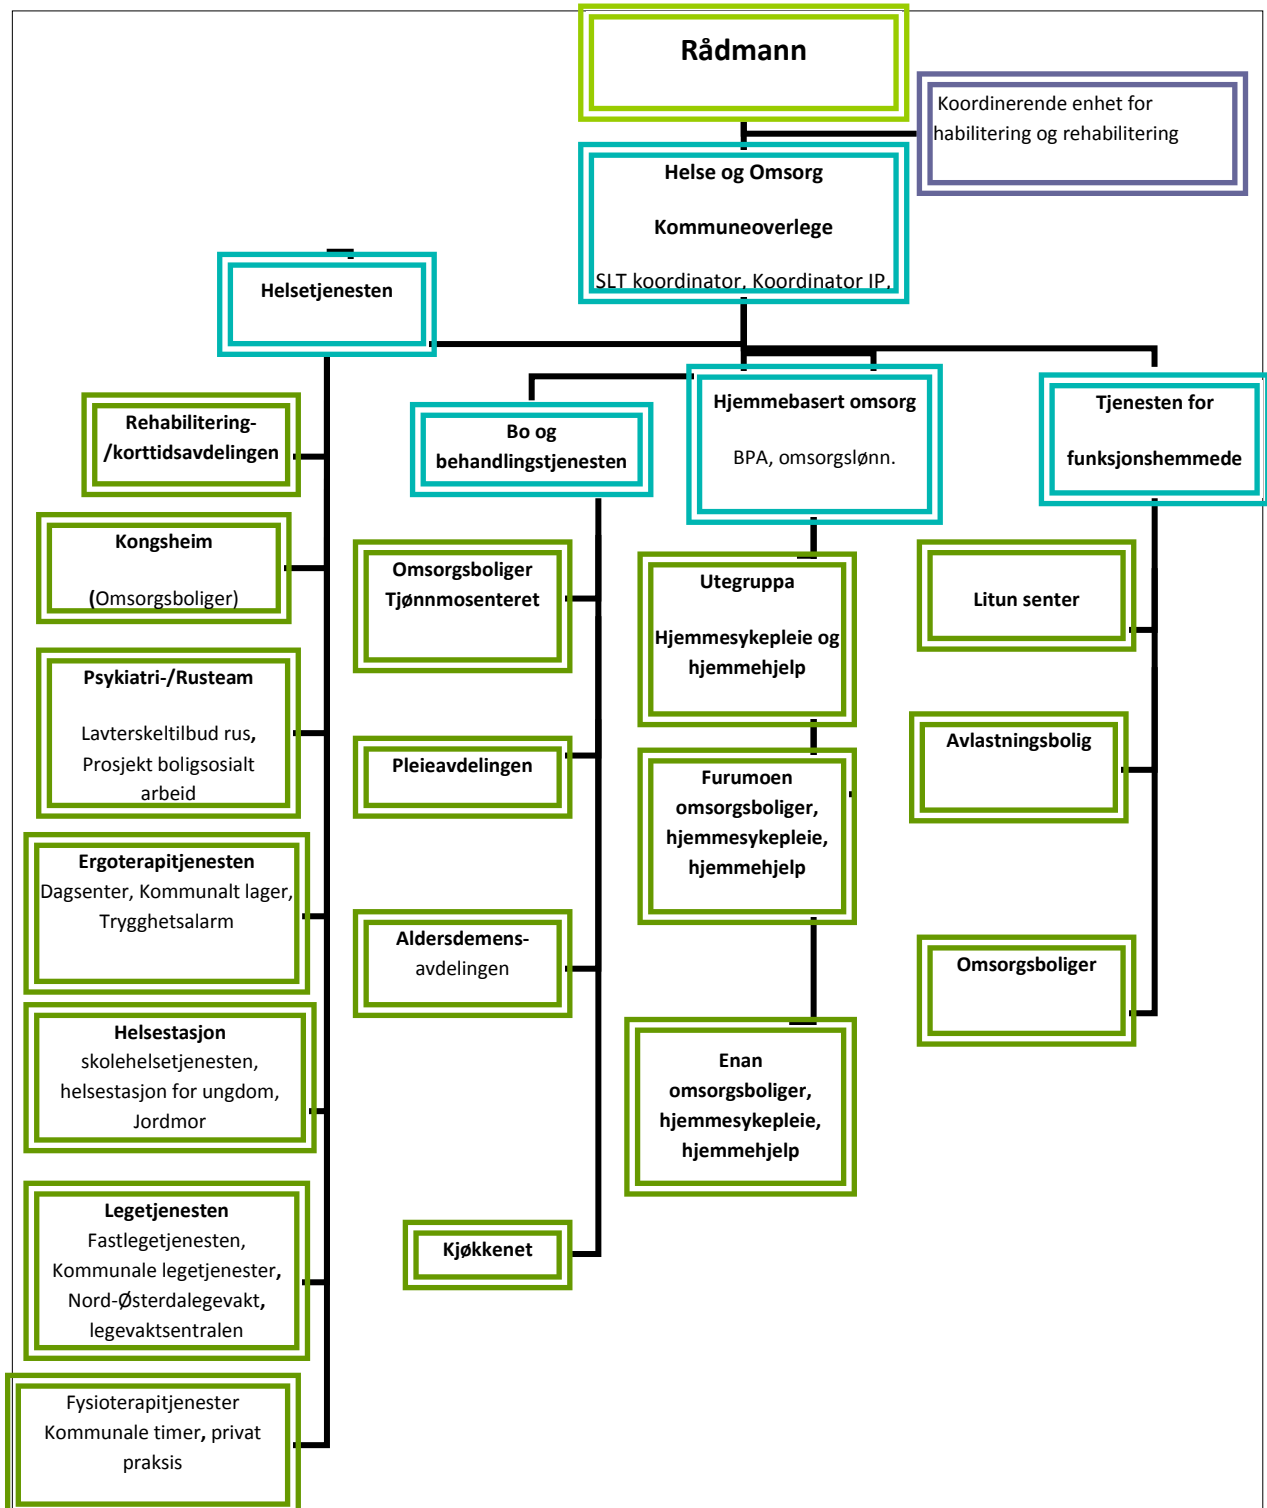 Rådmann
Koordinerende enhet for
habilitering og rehabilitering
Helse og Omsorg
Kommuneoverlege
SLT koordinator, Koordinator IP,
Helsetjenesten
Rehabilitering-
/korttidsavdelingen
Kongsheim
(Omsorgsboliger)
Psykiatri-/Rusteam
Lavterskeltilbud rus,
Prosjekt boligsosialt
arbeid
Ergoterapitjenesten
Dagsenter, Kommunalt lager,
Trygghetsalarm
Helsestasjon
skolehelsetjenesten,
helsestasjon for ungdom,
Jordmor
Legetjenesten
Fastlegetjenesten,
Kommunale legetjenester,
Nord-Østerdalegevakt,
legevaktsentralen
Fysioterapitjenester
Kommunale timer, privat
praksis
Bo og
behandlingstjenesten
Omsorgsboliger
Tjønnmosenteret
Pleieavdelingen
Aldersdemens-
avdelingen
Kjøkkenet
Hjemmebasert omsorg
BPA, omsorgslønn.
Utegruppa
Hjemmesykepleie og
hjemmehjelp
Furumoen
omsorgsboliger,
hjemmesykepleie,
hjemmehjelp
Enan
omsorgsboliger,
hjemmesykepleie,
hjemmehjelp
Tjenesten for
funksjonshemmede
Litun senter
Avlastningsbolig
Omsorgsboliger